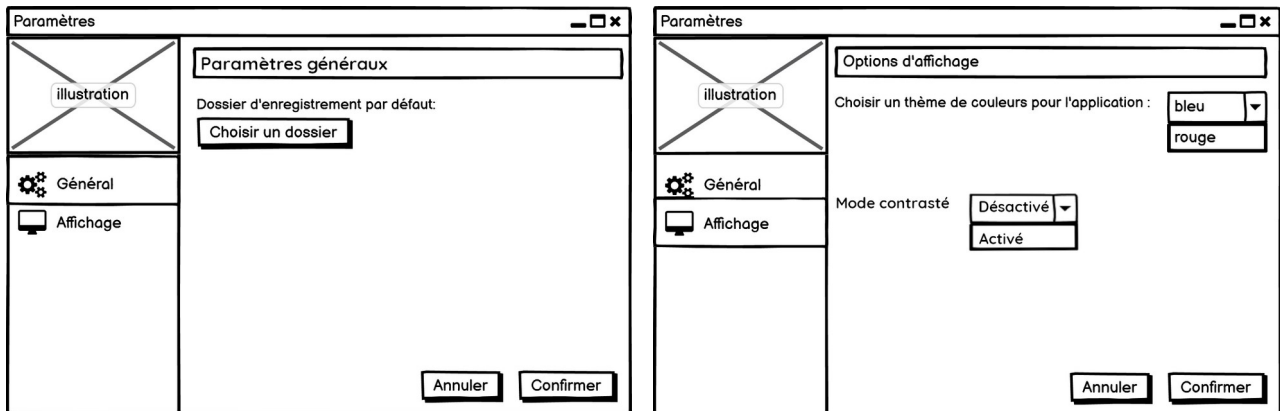 Paramètres
illustration
Paramètres généraux
Dossier d'enregistrement par défaut:
Choisir un dossier
Général
Affichage
Annuler
Confirmer
Paramètres
illustration
Options d'affichage
Choisir un thème de couleurs pour l'application :
bleu
rouge
Général
Affichage
Mode contrasté
Désactivé
Activé
Annuler
Confirmer